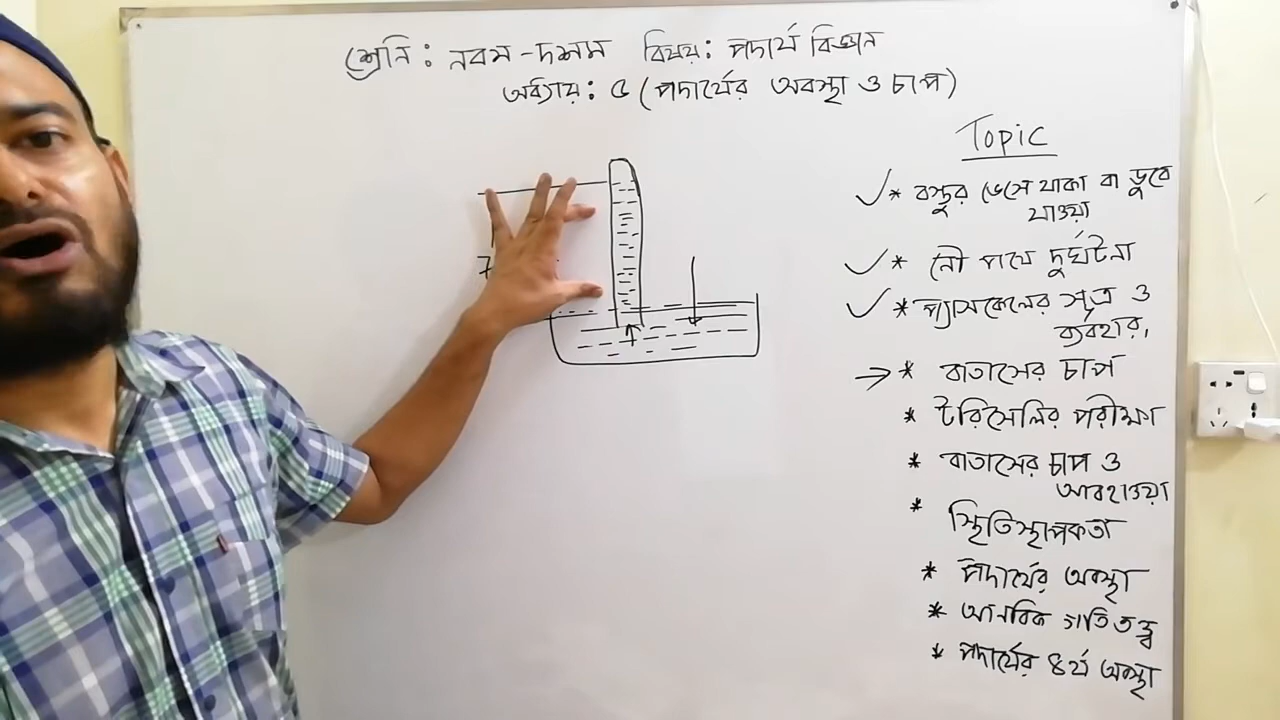 শ্রেনি : নবম - দশম বিষয় : পদার্থ বিজ্ঞান
অধ্যায় : ৫ ( পদার্থের অবস্থা ও চাপ )
Topic
✓ * বস্তুর ভেসে থাকা বা ডুবে
যাওয়া
✓ * নৌ পথে দুর্ঘটনা
✓ * প্যাসকেলের সূত্র ও
ব্যবহার,
→ * বাতাসের চাপ
* টরিসেলির পরীক্ষা
* বাতাসের চাপ ও
আবহাওয়া
* স্থিতিস্থাপকতা
* পদার্থের অবস্থা
* আনবিক গতিতত্ত্ব
* পদার্থের ৪র্থ অবস্থা
7